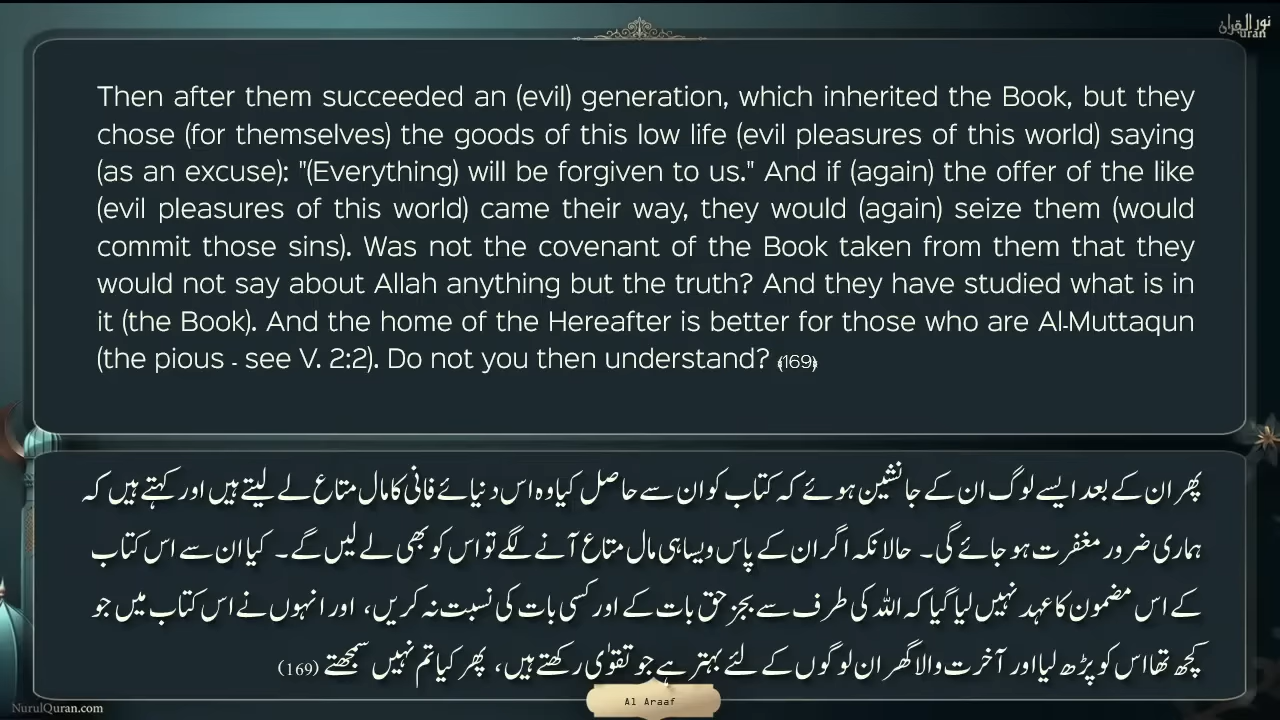 نور القرآن
Quran
Then after them succeeded an (evil) generation, which inherited the Book, but they
chose (for themselves) the goods of this low life (evil pleasures of this world) saying
(as an excuse): "(Everything) will be forgiven to us." And if (again) the offer of the like
(evil pleasures of this world) came their way, they would (again) seize them (would
commit those sins). Was not the covenant of the Book taken from them that they
would not say about Allah anything but the truth? And they have studied what is in
it (the Book). And the home of the Hereafter is better for those who are Al-Muttaqun
(the pious - see V. 2:2). Do not you then understand? ﴾169﴿
پھر ان کے بعد ایسے لوگ ان کے جانشین ہوئے کہ کتاب کو ان سے حاصل کیا وہ اس دنیائے فانی کا مال متاع لے لیتے ہیں اور کہتے ہیں کہ
ہماری ضرور مغفرت ہو جائے گی۔ حالانکہ اگر ان کے پاس ویسا ہی مال متاع آنے لگے تو اس کو بھی لے لیں گے۔ کیا ان سے اس کتاب
کے اس مضمون کا عہد نہیں لیا گیا کہ اللہ کی طرف سے بجز حق بات کے اور کسی بات کی نسبت نہ کریں، اور انہوں نے اس کتاب میں جو
کچھ تھا اس کو پڑھ لیا اور آخرت والا گھر ان لوگوں کے لئے بہتر ہے جو تقوٰی رکھتے ہیں، پھر کیا تم نہیں سمجھتے (169)
Al Araaf
NurulQuran.com